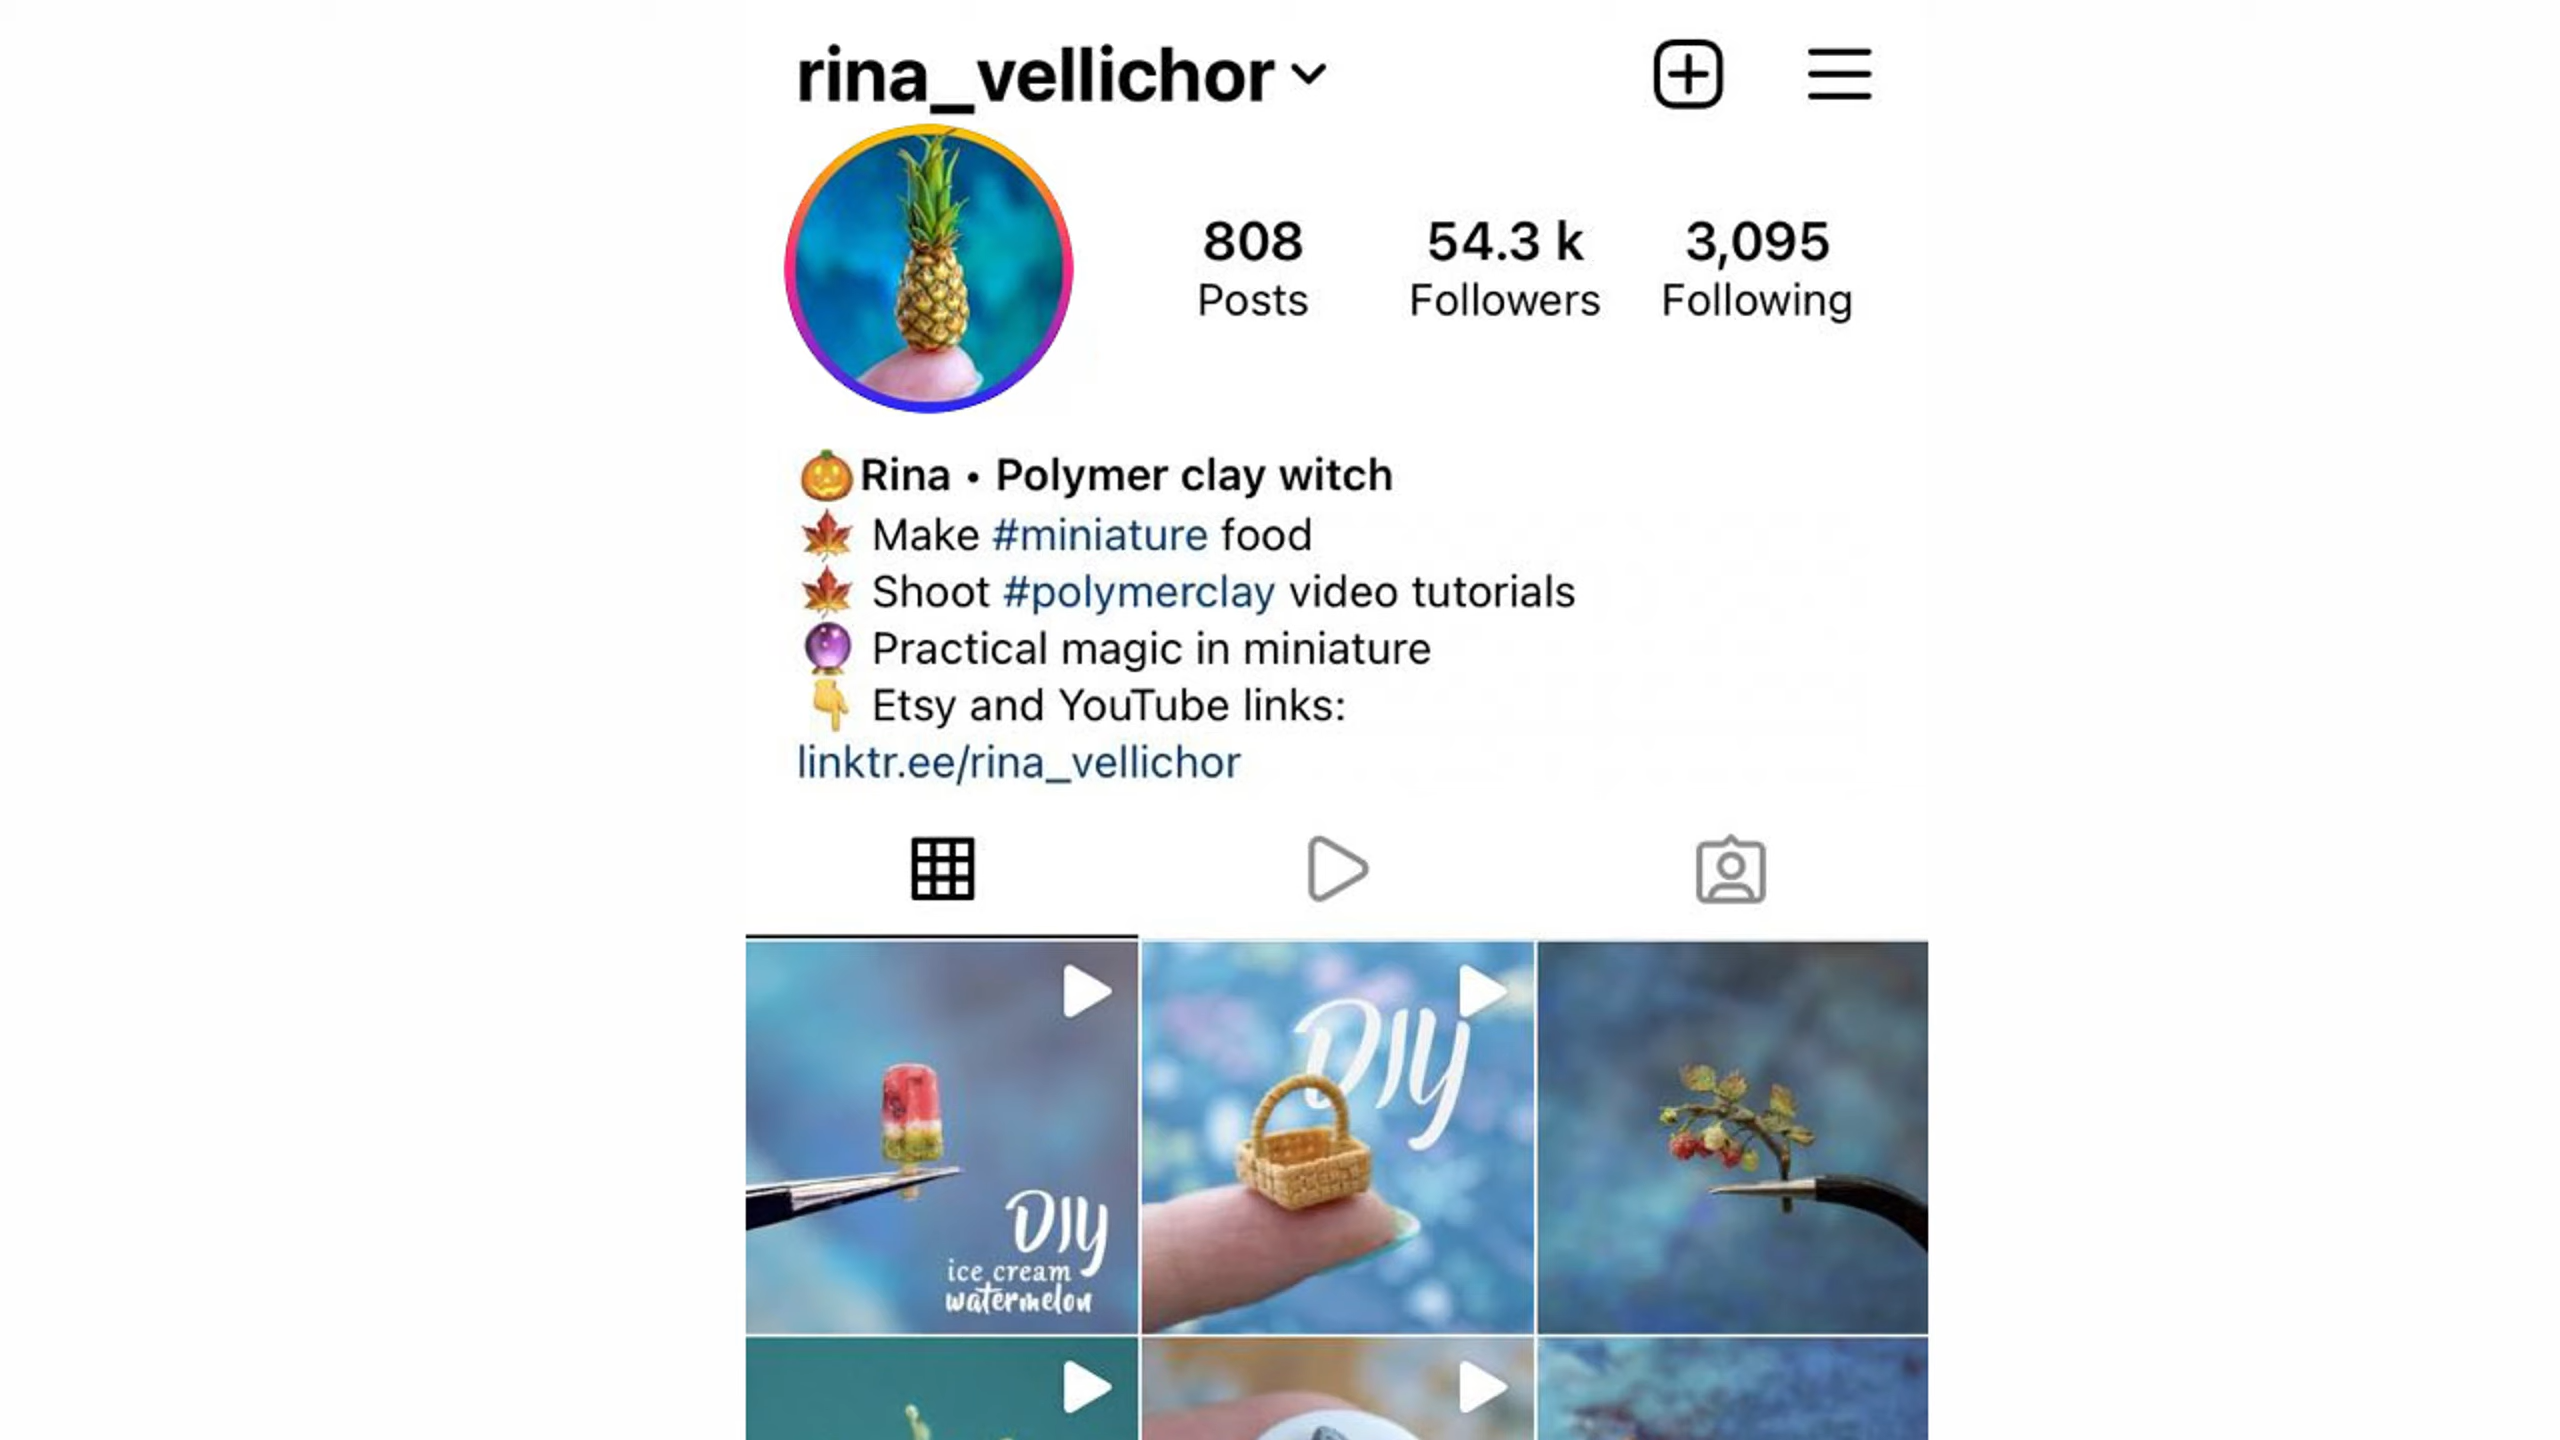 rina_vellichor
808
Posts
54.3 k
Followers
3,095
Following
Rina • Polymer clay witch
Make #miniature food
Shoot #polymerclay video tutorials
Practical magic in miniature
Etsy and YouTube links:
linktr.ee/rina_vellichor
DIY
ice cream
watermelon
DIY